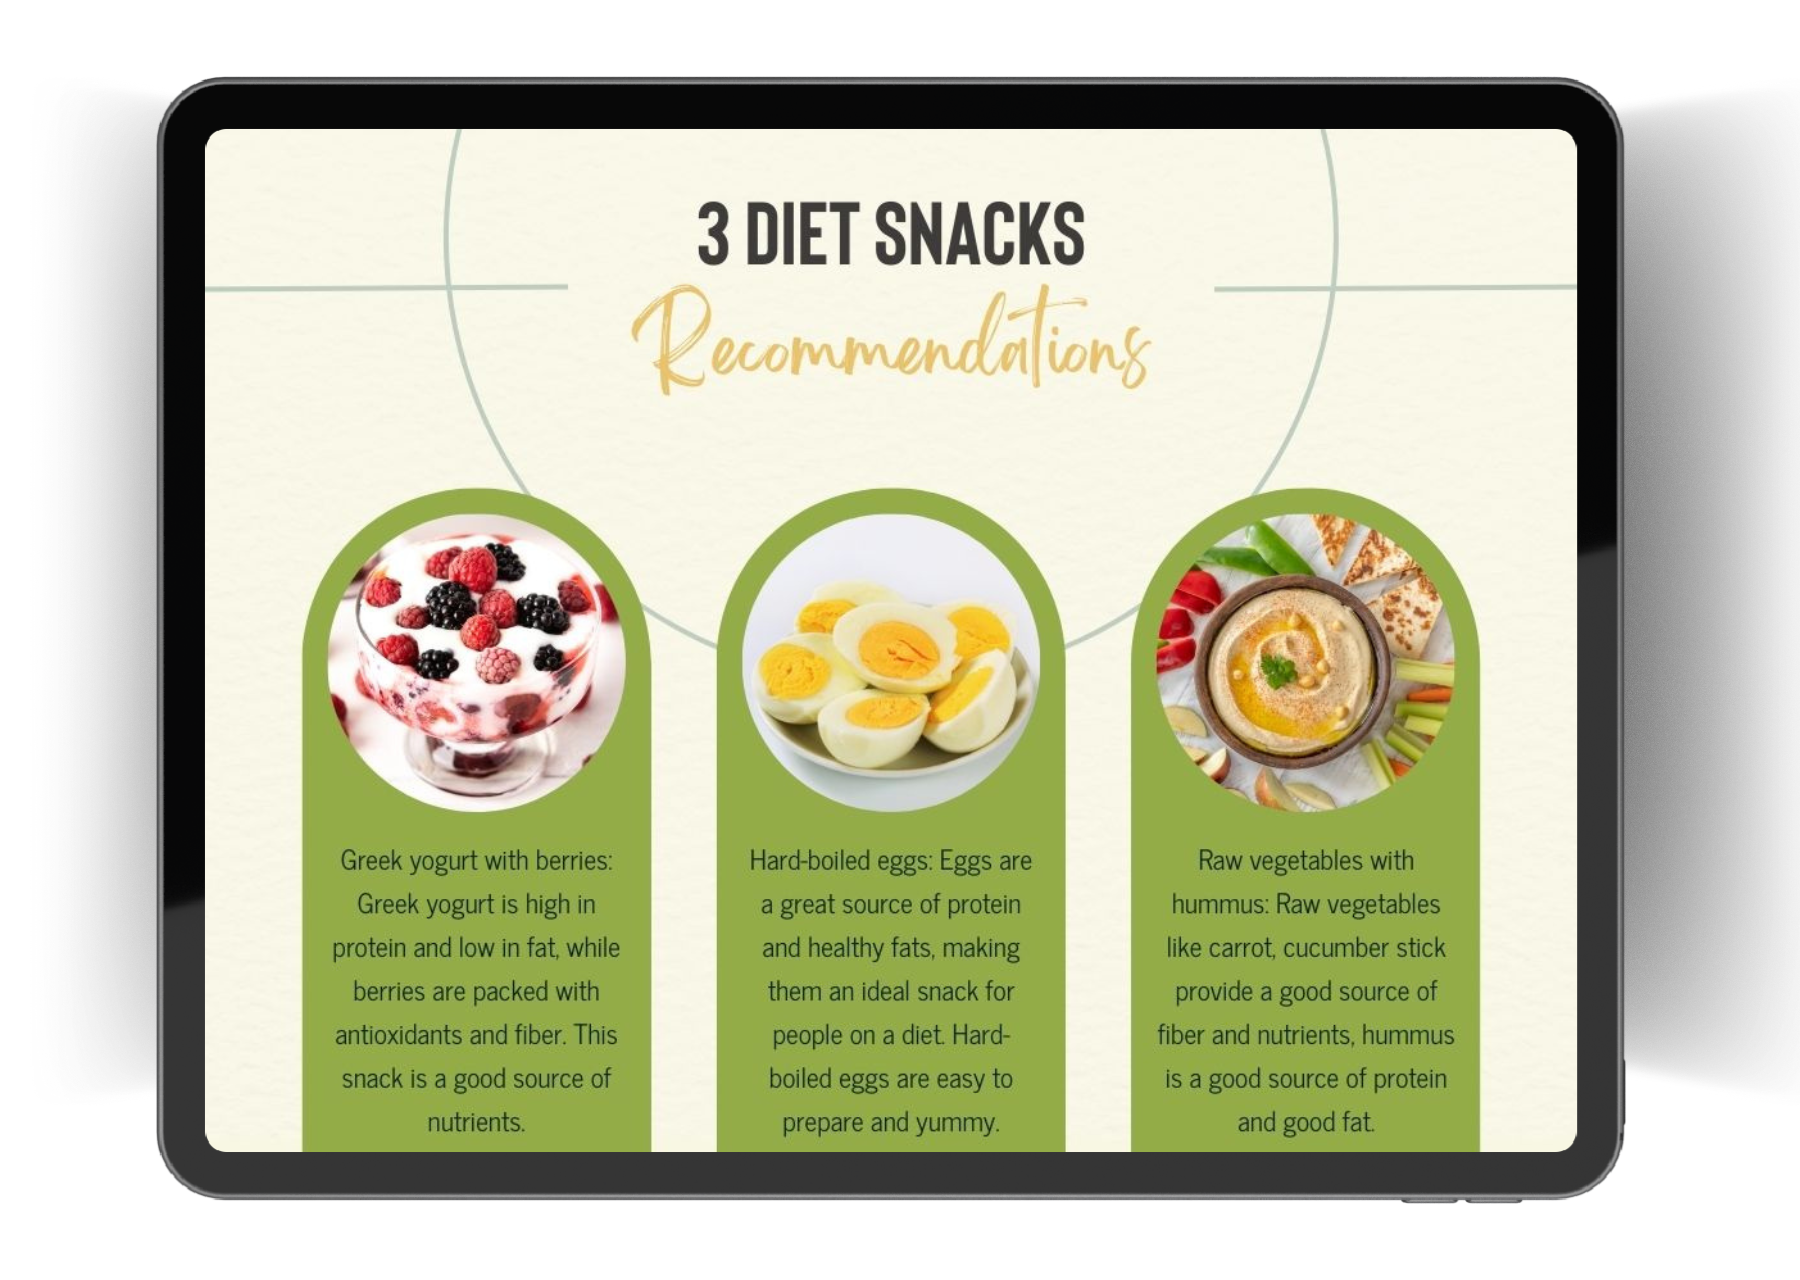 3 DIET SNACKS
Recommendations
Greek yogurt with berries:
Greek yogurt is high in
protein and low in fat, while
berries are packed with
antioxidants and fiber. This
snack is a good source of
nutrients.
Hard-boiled eggs: Eggs are
a great source of protein
and healthy fats, making
them an ideal snack for
people on a diet. Hard-
boiled eggs are easy to
prepare and yummy.
Raw vegetables with
hummus: Raw vegetables
like carrot, cucumber stick
provide a good source of
fiber and nutrients, hummus
is a good source of protein
and good fat.